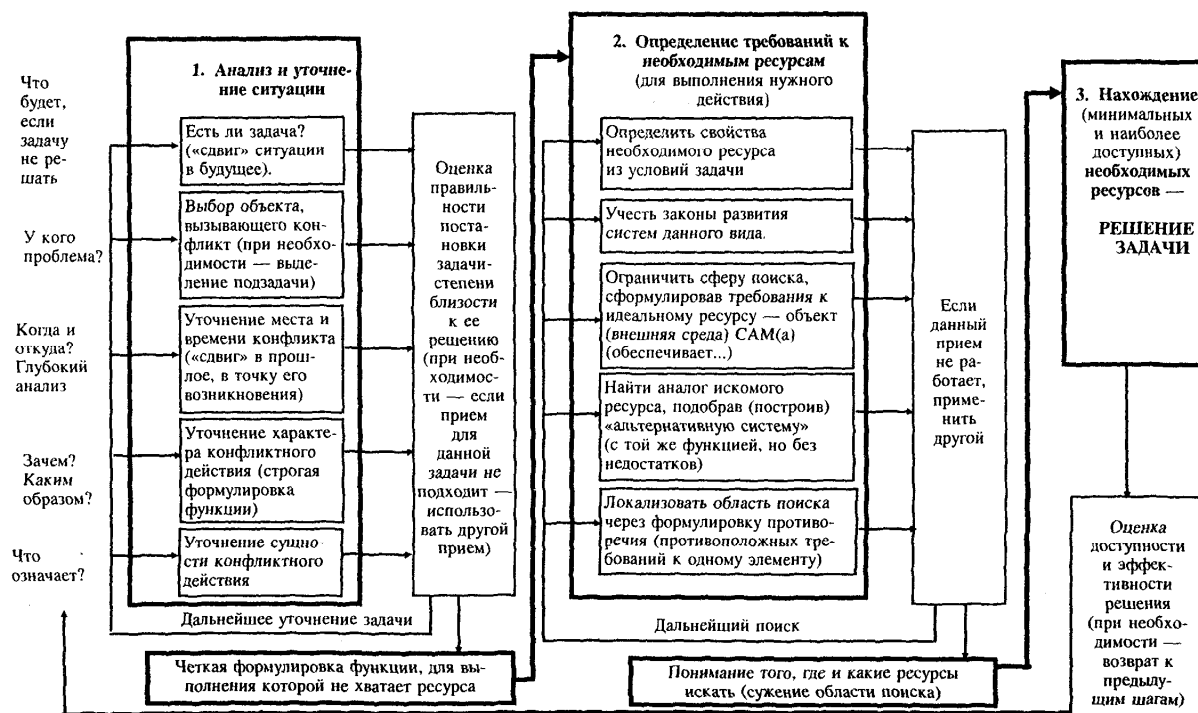 Что
будет,
если
задачу
не ре-
шать
У кого
проблема?
Когда и
откуда?
Глубокий
анализ
Зачем?
Каким
образом?
Что
означает?
1. Анализ и уточне-
ние ситуации
Есть ли задача?
(«сдвиг» ситуации
в будущее).
Выбор объекта,
вызывающего кон-
фликт (при необхо-
димости — выде-
ление подзадачи)
Уточнение места и
времени конфликта
(«сдвиг» в прош-
лое, в точку его
возникновения)
Уточнение характе-
ра конфликтного
действия (строгая
формулировка
функции)
Уточнение сущно-
сти конфликтного
действия
Дальнейшее уточнение задачи
Оценка
правиль-
ности
поста-
новки
задачи-
степени
близости
к ее
решению
(при необ-
ходимос-
ти — если
прием
для
данной
задачи не
подходит —
использо-
вать другой
прием)
Четкая формулировка функции, для вы-
полнения которой не хватает ресурса
2. Определение требований к
необходимым ресурсам
(для выполнения нужного
действия)
Определить свойства
необходимого ресурса
из условий задачи
Учесть законы развития
систем данного вида.
Ограничить сферу поиска,
сформулировав требования к
идеальному ресурсу — объект
(внешняя среда) САМ(а)
(обеспечивает...)
Найти аналог искомого
ресурса, подобрав (построив)
«альтернативную систему»
(с той же функцией, но без
недостатков)
Локализовать область поиска
через формулировку противо-
речия (противоположных тре-
бований к одному элементу)
Дальнейший поиск
Если
данный
прием
не ра-
ботает,
приме-
нить
другой
Понимание того, где и какие ресурсы
искать (сужение области поиска)
3. Нахождение
(минимальных
и наиболее
доступных)
необходимых
ресурсов —
РЕШЕНИЕ
ЗАДАЧИ
Оценка
доступности
и эффек-
тивности
решения
(при необхо-
димости —
возврат к
предыду-
щим шагам)